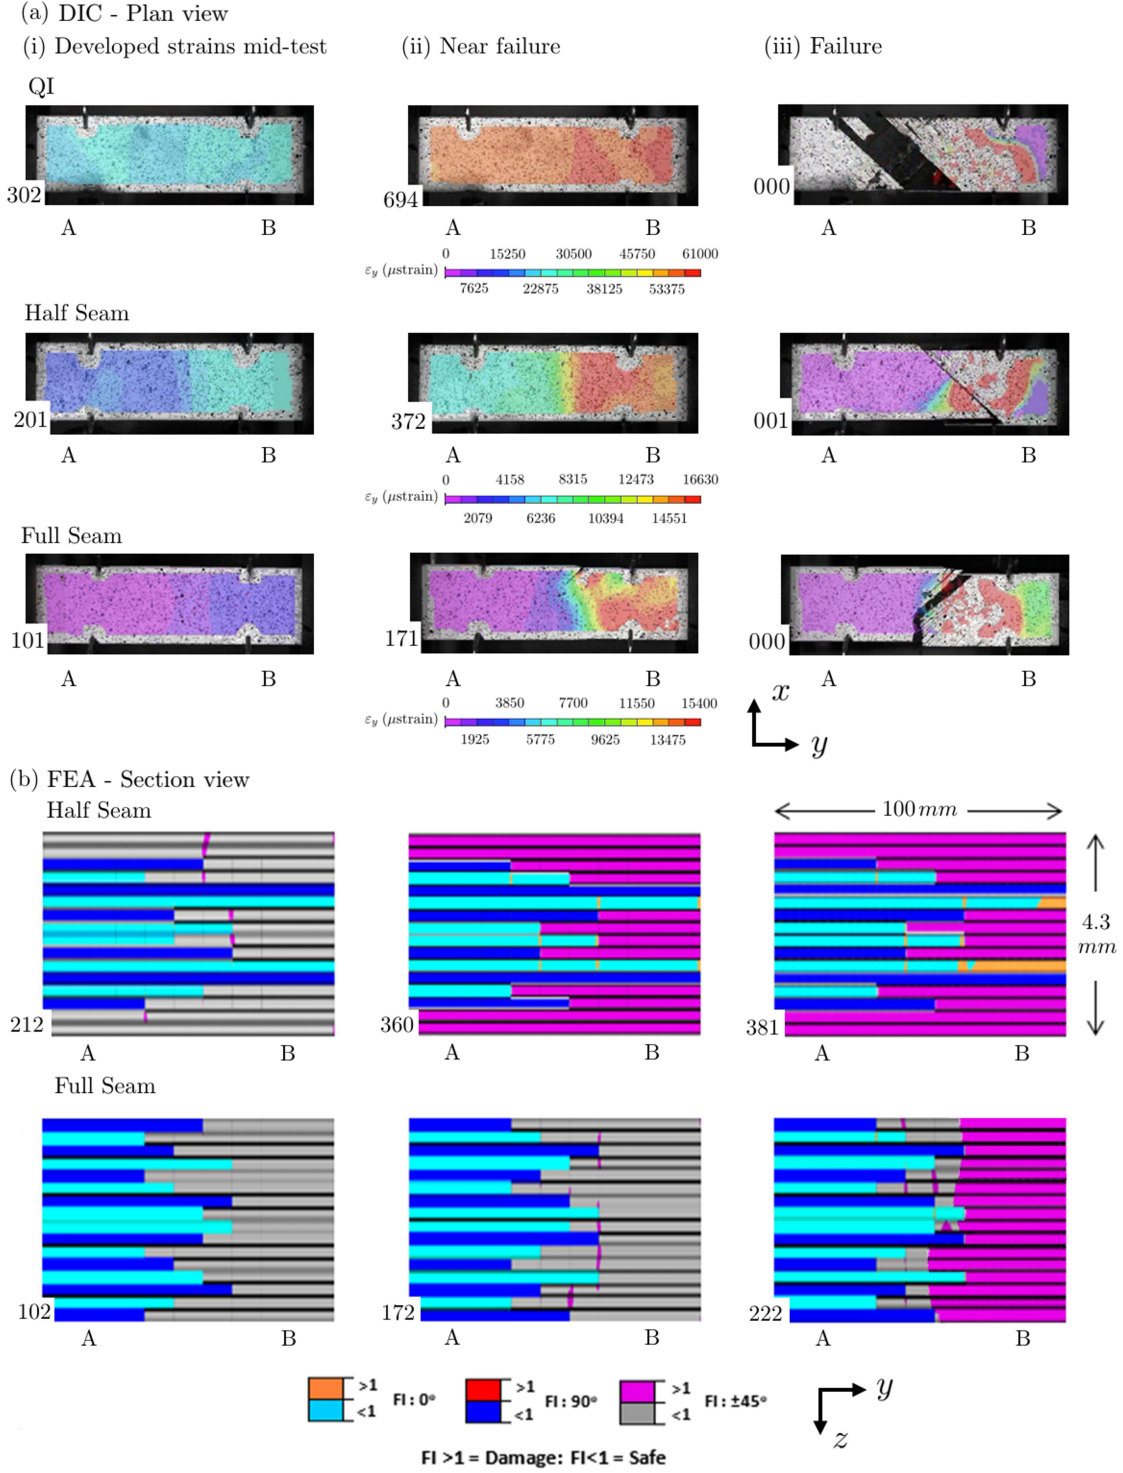 (a) DIC - Plan view
(i) Developed strains mid-test (ii) Near failure (iii) Failure
QI
302 694 000
A B A B A B
0 15250 30500 45750 61000
εy (μstrain)
7625 22875 38125 53375
Half Seam
201 372 001
A B A B A B
0 4158 8315 12473 16630
εy (μstrain)
2079 6236 10394 14551
Full Seam
101 171 000
A B A B A B
0 3850 7700 11550 15400
εy (μstrain)
1925 5775 9625 13475
x
y
(b) FEA - Section view
Half Seam
100 mm
4.3
mm
212 360 381
A B A B A B
Full Seam
102 172 222
A B A B A B
>1 FI : 0° >1 FI : 90° >1 FI : ±45°
<1 <1 <1
y
z
FI >1 = Damage: FI<1 = Safe